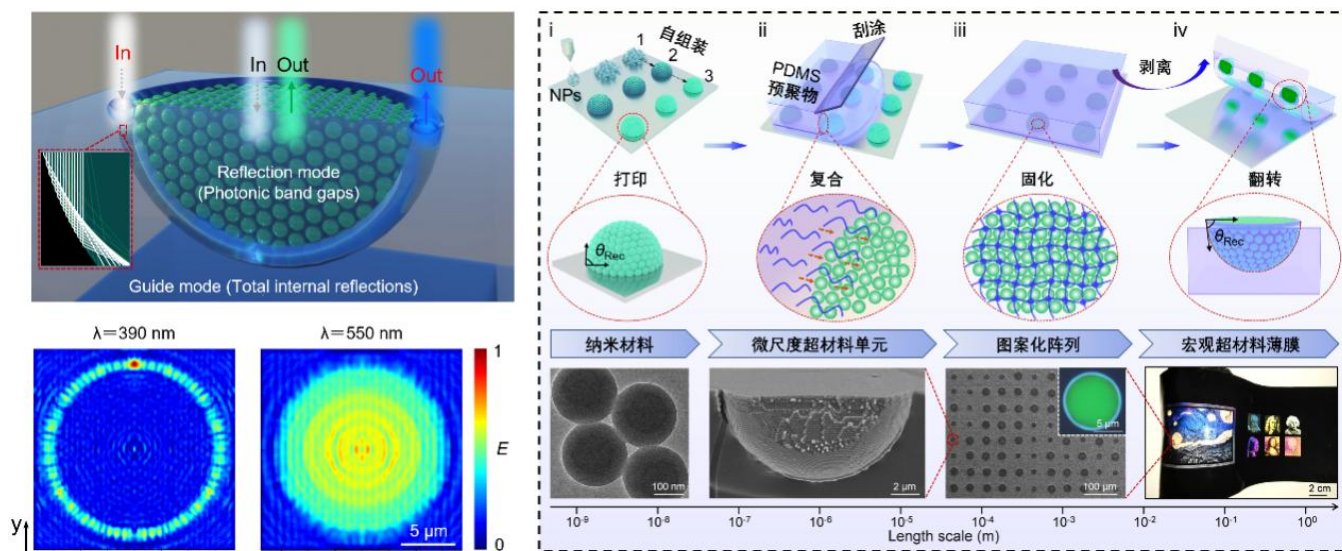 In
In
Out
Out
Reflection mode
(Photonic band gaps)
Guide mode (Total internal reflections)
λ=390 nm
λ=550 nm
1
E
0
5 μm
y
i
1
自组装
2
3
NPs
打印
θRec
ii
刮涂
PDMS
预聚物
复合
iii
固化
剥离
iv
翻转
θRec
纳米材料
微尺度超材料单元
图案化阵列
宏观超材料薄膜
100 nm
2 μm
5 μm
100 μm
2 cm
10⁻⁹
10⁻⁸
10⁻⁷
10⁻⁶
10⁻⁵
10⁻⁴
10⁻³
10⁻²
10⁻¹
10⁰
Length scale (m)